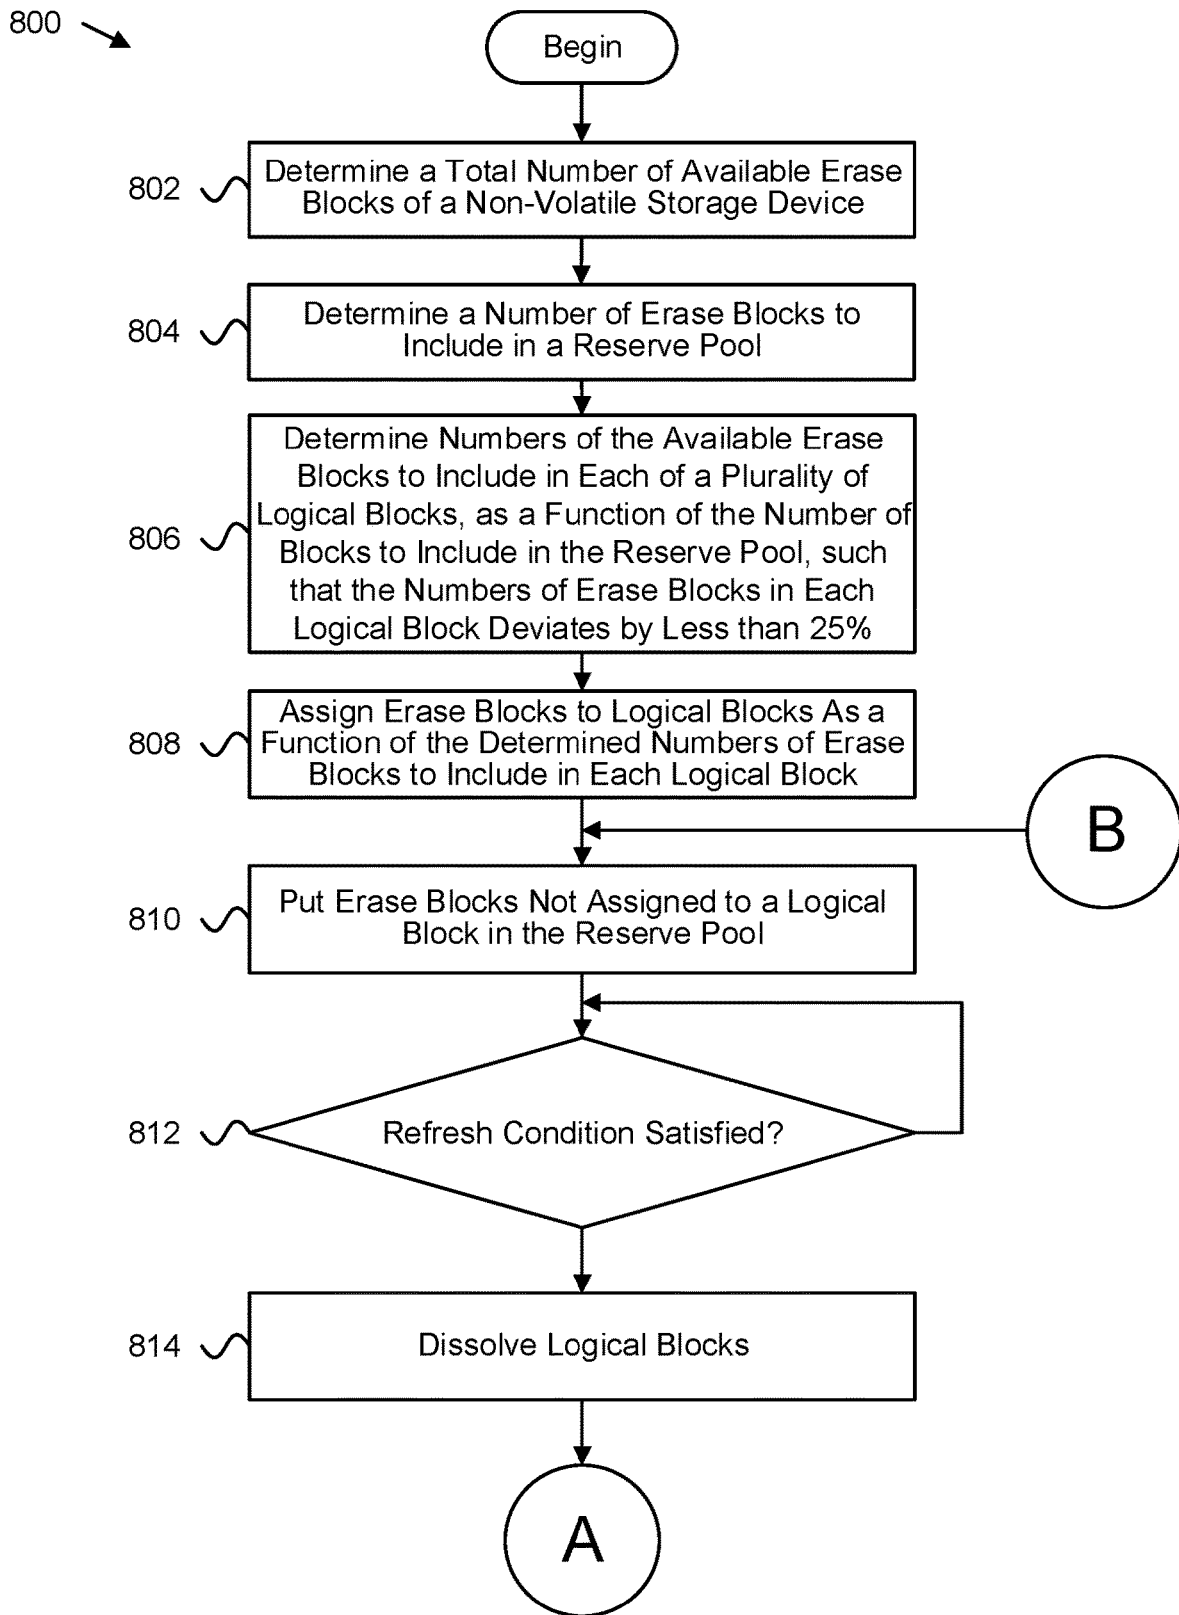 800
Begin
802
Determine a Total Number of Available Erase
Blocks of a Non-Volatile Storage Device
804
Determine a Number of Erase Blocks to
Include in a Reserve Pool
806
Determine Numbers of the Available Erase
Blocks to Include in Each of a Plurality of
Logical Blocks, as a Function of the Number of
Blocks to Include in the Reserve Pool, such
that the Numbers of Erase Blocks in Each
Logical Block Deviates by Less than 25%
808
Assign Erase Blocks to Logical Blocks As a
Function of the Determined Numbers of Erase
Blocks to Include in Each Logical Block
B
810
Put Erase Blocks Not Assigned to a Logical
Block in the Reserve Pool
812
Refresh Condition Satisfied?
814
Dissolve Logical Blocks
A